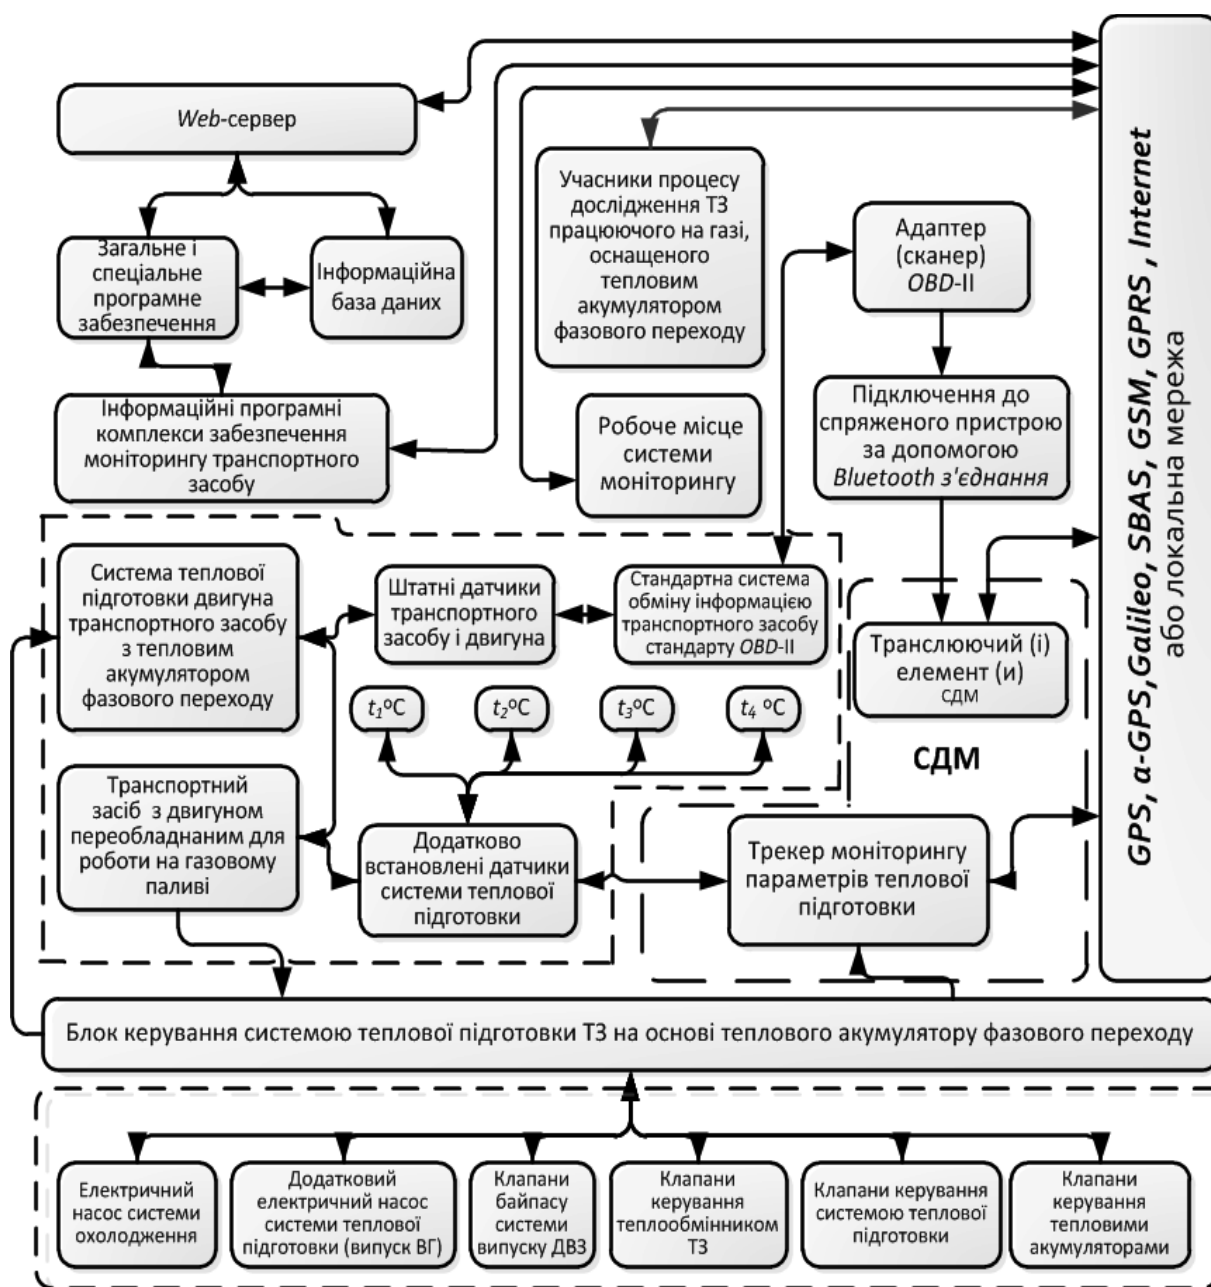 Web-сервер
Загальне і
спеціальне
програмне
забезпечення
Інформаційна
база даних
Інформаційні програмні
комплекси забезпечення
моніторингу транспортного
засобу
Учасники процесу
дослідження ТЗ
працюючого на газі,
оснащеного
тепловим
акумулятором
фазового переходу
Робоче місце
системи
моніторингу
Адаптер
(сканер)
OBD-II
Підключення до
спряженого пристрою
за допомогою
Bluetooth з'єднання
GPS, α-GPS,Galileo, SBAS, GSM, GPRS , Internet
або локальна мережа
Система теплової
підготовки двигуна
транспортного засобу
з тепловим
акумулятором
фазового переходу
Штатні датчики
транспортного
засобу і двигуна
Стандартна система
обміну інформацією
транспортного засобу
стандарту OBD-II
Транслюючий (і)
елемент (и)
СДМ
t₁ºC
t₂ºC
t₃ºC
t₄ ºC
СДМ
Транспортний
засіб з двигуном
переобладнаним для
роботи на газовому
паливі
Додатково
встановлені датчики
системи теплової
підготовки
Трекер моніторингу
параметрів теплової
підготовки
Блок керування системою теплової підготовки ТЗ на основі теплового акумулятору фазового переходу
Електричний
насос системи
охолодження
Додатковий
електричний насос
системи теплової
підготовки (випуск ВГ)
Клапани
байпасу
системи
випуску ДВЗ
Клапани
керування
теплообмінником
ТЗ
Клапани керування
системою теплової
підготовки
Клапани
керування
тепловими
акумуляторами